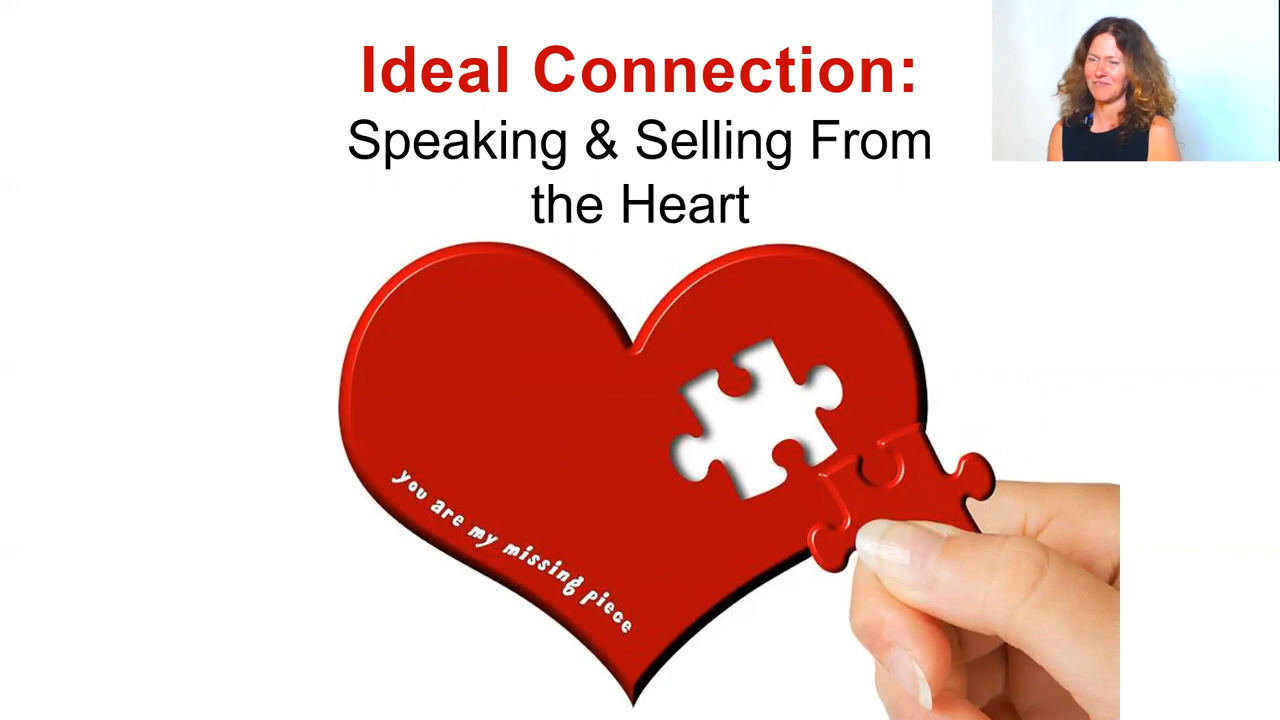 Ideal Connection:
Speaking & Selling From
the Heart
you are my missing piece